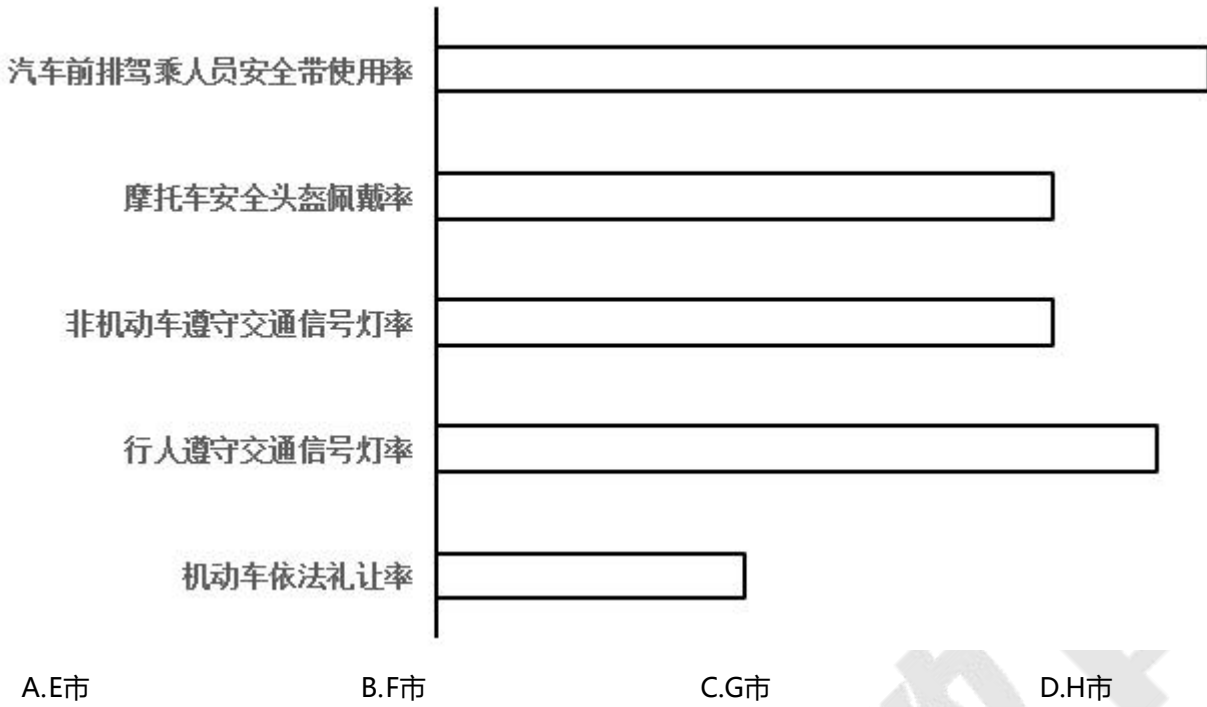 汽车前排驾乘人员安全带使用率
摩托车安全头盔佩戴率
非机动车遵守交通信号灯率
行人遵守交通信号灯率
机动车依法礼让率
A.E市 B.F市 C.G市 D.H市